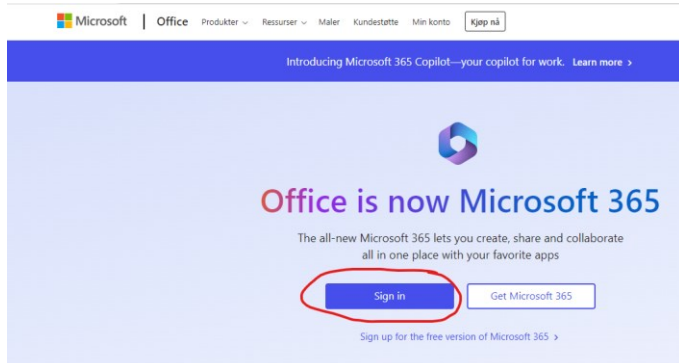 Microsoft | Office Produkter Ressurser Maler Kundestøtte Min konto Kjøp nå
Introducing Microsoft 365 Copilot—your copilot for work. Learn more >
Office is now Microsoft 365
The all-new Microsoft 365 lets you create, share and collaborate
all in one place with your favorite apps
Sign in Get Microsoft 365
Sign up for the free version of Microsoft 365 >